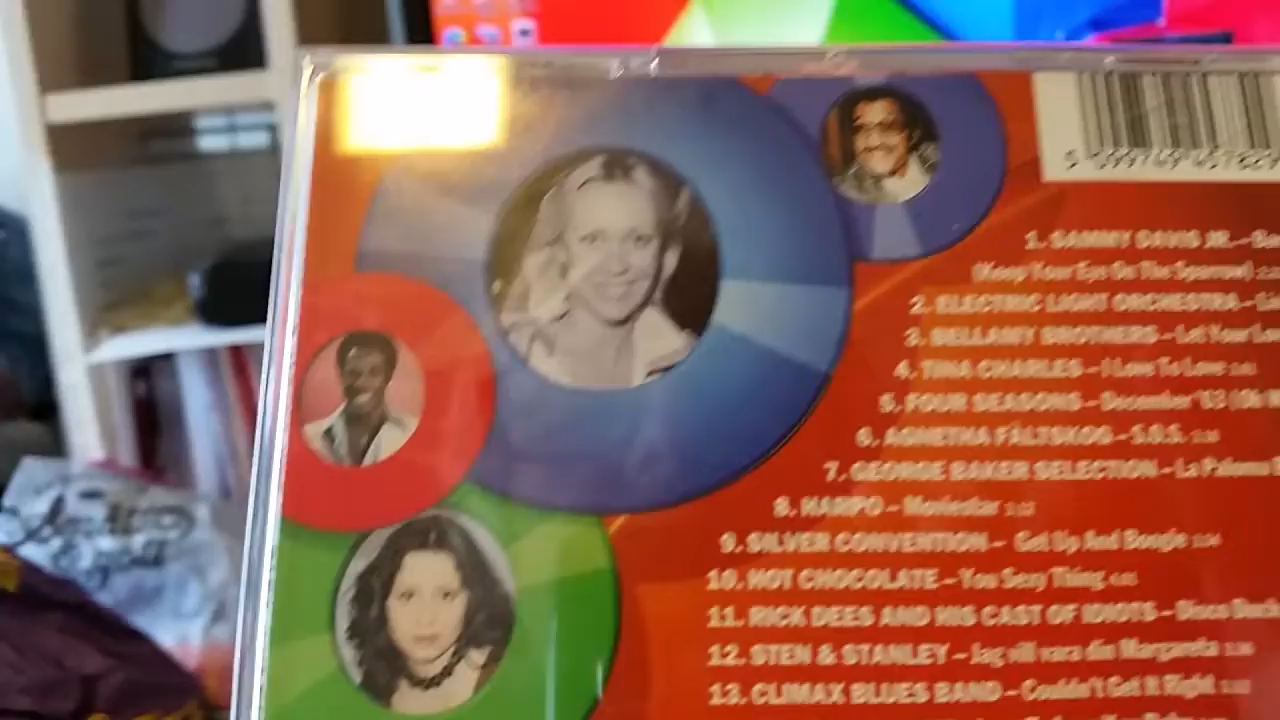 5 099749 407829
1. SAMMY DAVIS JR. –
(Keep Your Eye On The Sparrow)
2. ELECTRIC LIGHT ORCHESTRA –
3. BELLAMY BROTHERS – Let Your
4. TINA CHARLES – I Love To Love
5. FOUR SEASONS – December '63 (Oh
6. AGNETHA FÄLTSKOG – S.O.S.
7. GEORGE BAKER SELECTION – La Paloma
8. HARPO – Moviestar
9. SILVER CONVENTION – Get Up And Boogie
10. HOT CHOCOLATE – You Sexy Thing
11. RICK DEES AND HIS CAST OF IDIOTS – Disco Duck
12. STEN & STANLEY – Jag vill vara din Margareta
13. CLIMAX BLUES BAND – Couldn't Get It Right